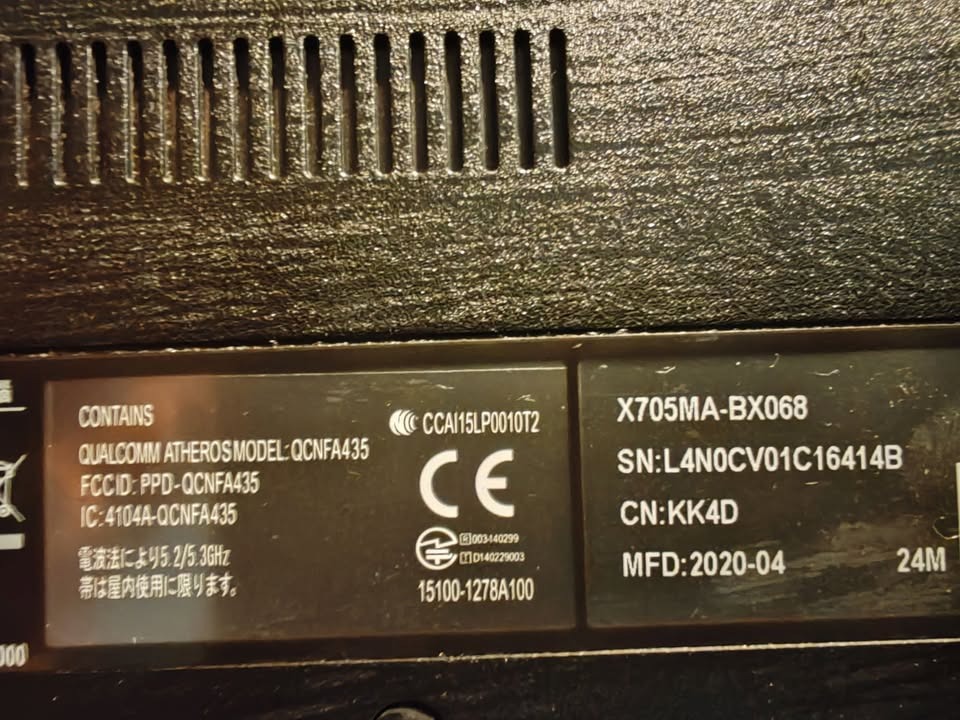 CONTAINS
QUALCOMM ATHEROS MODEL: QCNFA435
FCC ID: PPD-QCNFA435
IC: 4104A-QCNFA435
電波法により5.2/5.3GHz
帯は屋内使用に限ります。
CCAI15LP0010T2
CE
R 003-140299
T D140229003
15100-1278A100
X705MA-BX068
SN:L4N0CV01C16414B
CN:KK4D
MFD:2020-04 24M